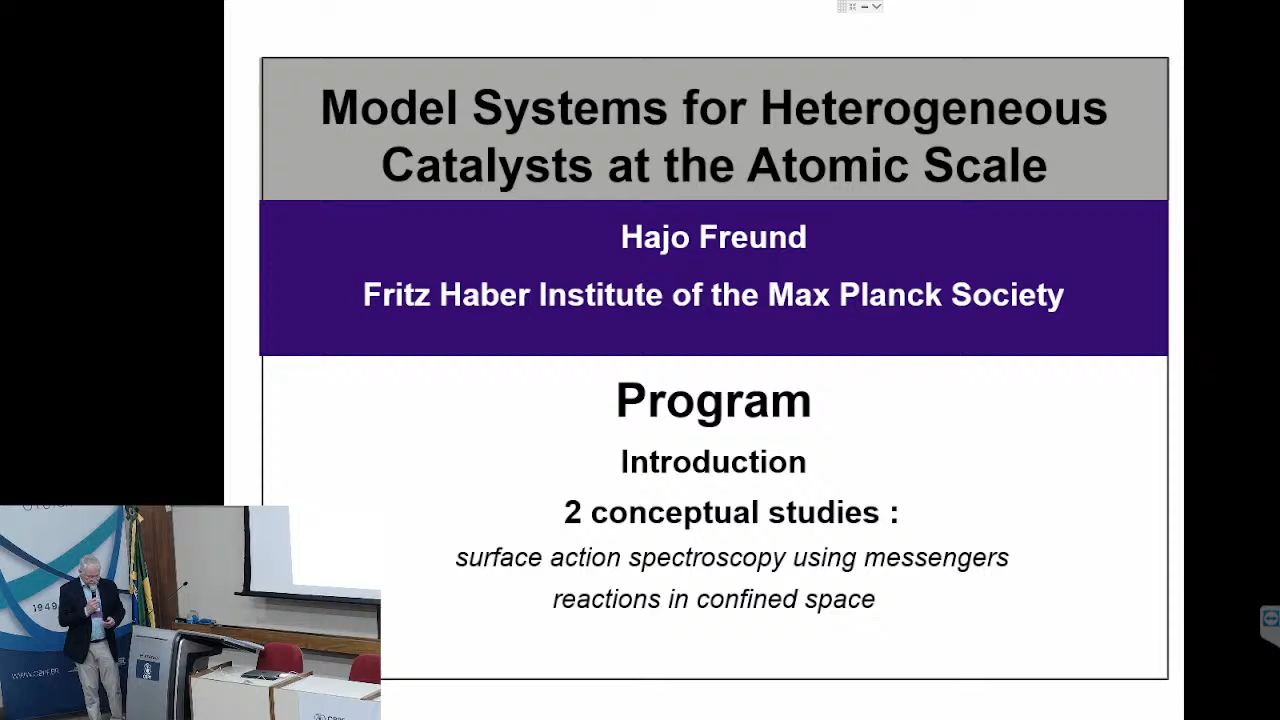 Model Systems for Heterogeneous
Catalysts at the Atomic Scale
Hajo Freund
Fritz Haber Institute of the Max Planck Society
Program
Introduction
2 conceptual studies :
surface action spectroscopy using messengers
reactions in confined space
1949